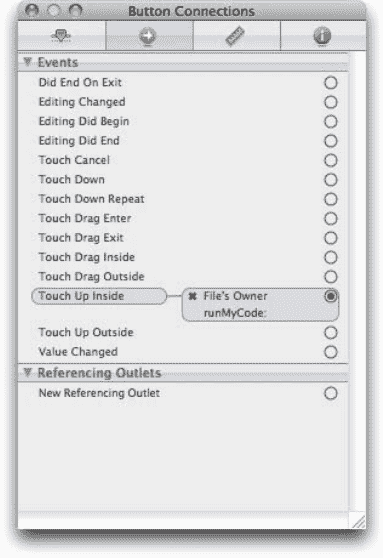 Button Connections
Events
Did End On Exit
Editing Changed
Editing Did Begin
Editing Did End
Touch Cancel
Touch Down
Touch Down Repeat
Touch Drag Enter
Touch Drag Exit
Touch Drag Inside
Touch Drag Outside
Touch Up Inside ✖ File's Owner
runMyCode:
Touch Up Outside
Value Changed
Referencing Outlets
New Referencing Outlet